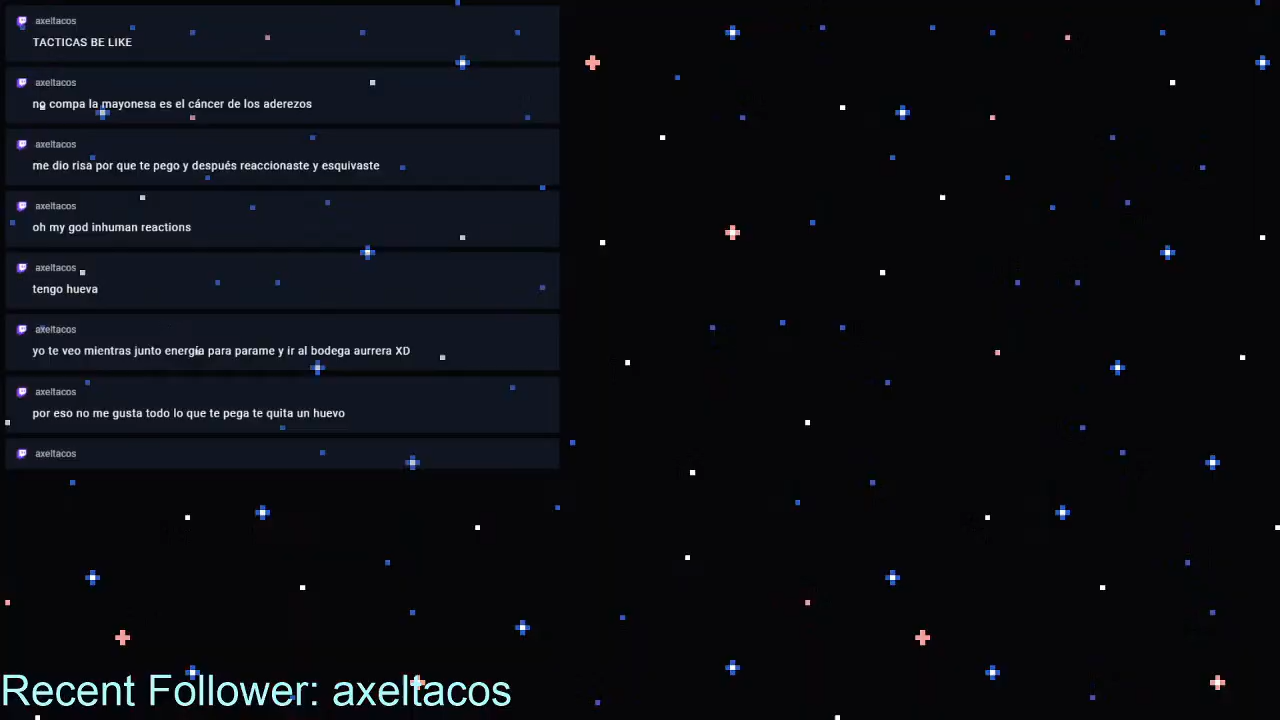 axeltacos
TACTICAS BE LIKE
axeltacos
no compa la mayonesa es el cáncer de los aderezos
axeltacos
me dio risa por que te pego y después reaccionaste y esquivaste
axeltacos
oh my god inhuman reactions
axeltacos
tengo hueva
axeltacos
yo te veo mientras junto energía para parame y ir al bodega aurrera XD
axeltacos
por eso no me gusta todo lo que te pega te quita un huevo
axeltacos
Recent Follower: axeltacos